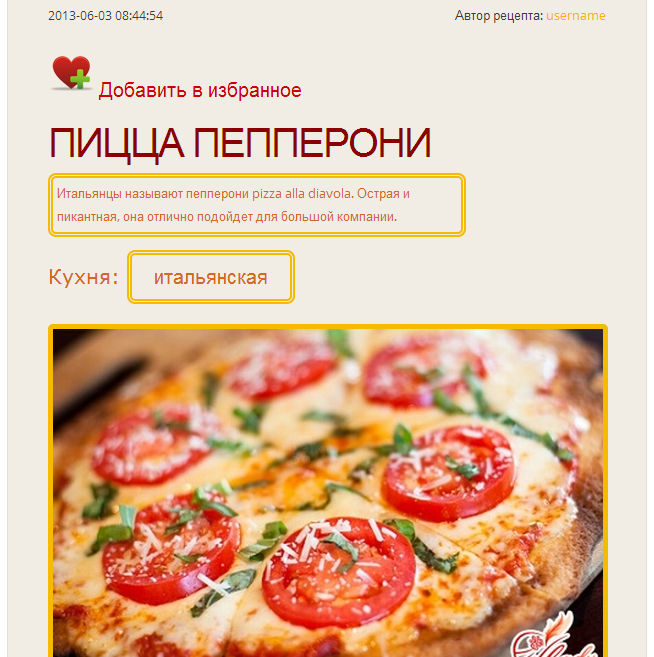 2013-06-03 08:44:54
Автор рецепта: username
Добавить в избранное
ПИЦЦА ПЕППЕРОНИ
Итальянцы называют пепперони pizza alla diavola. Острая и
пикантная, она отлично подойдет для большой компании.
Кухня: итальянская